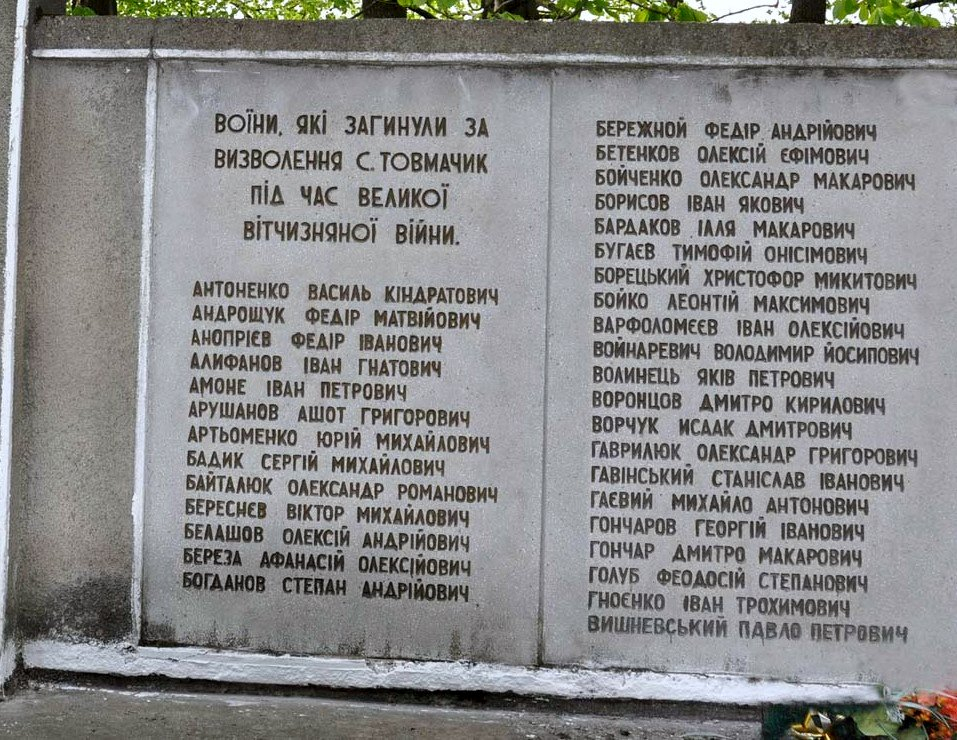 ВОЇНИ, ЯКІ ЗАГИНУЛИ ЗА
ВИЗВОЛЕННЯ С. ТОВМАЧИК
ПІД ЧАС ВЕЛИКОЇ
ВІТЧИЗНЯНОЇ ВІЙНИ.
АНТОНЕНКО ВАСИЛЬ КІНДРАТОВИЧ
АНДРОЩУК ФЕДІР МАТВІЙОВИЧ
АНОПРІЄВ ФЕДІР ІВАНОВИЧ
АЛИФАНОВ ІВАН ГНАТОВИЧ
АМОНЕ ІВАН ПЕТРОВИЧ
АРУШАНОВ АШОТ ГРИГОРОВИЧ
АРТЬОМЕНКО ЮРІЙ МИХАЙЛОВИЧ
БАДИК СЕРГІЙ МИХАЙЛОВИЧ
БАЙТАЛЮК ОЛЕКСАНДР РОМАНОВИЧ
БЕРЕСНЄВ ВІКТОР МИХАЙЛОВИЧ
БЕЛАШОВ ОЛЕКСІЙ АНДРІЙОВИЧ
БЕРЕЗА АФАНАСІЙ ОЛЕКСІЙОВИЧ
БОГДАНОВ СТЕПАН АНДРІЙОВИЧ
БЕРЕЖНОЙ ФЕДІР АНДРІЙОВИЧ
БЕТЕНКОВ ОЛЕКСІЙ ЄФІМОВИЧ
БОЙЧЕНКО ОЛЕКСАНДР МАКАРОВИЧ
БОРИСОВ ІВАН ЯКОВИЧ
БАРДАКОВ ІЛЛЯ МАКАРОВИЧ
БУГАЄВ ТИМОФІЙ ОНІСІМОВИЧ
БОРЕЦЬКИЙ ХРИСТОФОР МИКИТОВИЧ
БОЙКО ЛЕОНТІЙ МАКСИМОВИЧ
ВАРФОЛОМЄЄВ ІВАН ОЛЕКСІЙОВИЧ
ВОЙНАРЕВИЧ ВОЛОДИМИР ЙОСИПОВИЧ
ВОЛИНЕЦЬ ЯКІВ ПЕТРОВИЧ
ВОРОНЦОВ ДМИТРО КИРИЛОВИЧ
ВОРЧУК ИСААК ДМИТРОВИЧ
ГАВРИЛЮК ОЛЕКСАНДР ГРИГОРОВИЧ
ГАВІНСЬКИЙ СТАНІСЛАВ ІВАНОВИЧ
ГАЄВИЙ МИХАЙЛО АНТОНОВИЧ
ГОНЧАРОВ ГЕОРГІЙ ІВАНОВИЧ
ГОНЧАР ДМИТРО МАКАРОВИЧ
ГОЛУБ ФЕОДОСІЙ СТЕПАНОВИЧ
ГНОЄНКО ІВАН ТРОХИМОВИЧ
ВИШНЕВСЬКИЙ ПАВЛО ПЕТРОВИЧ